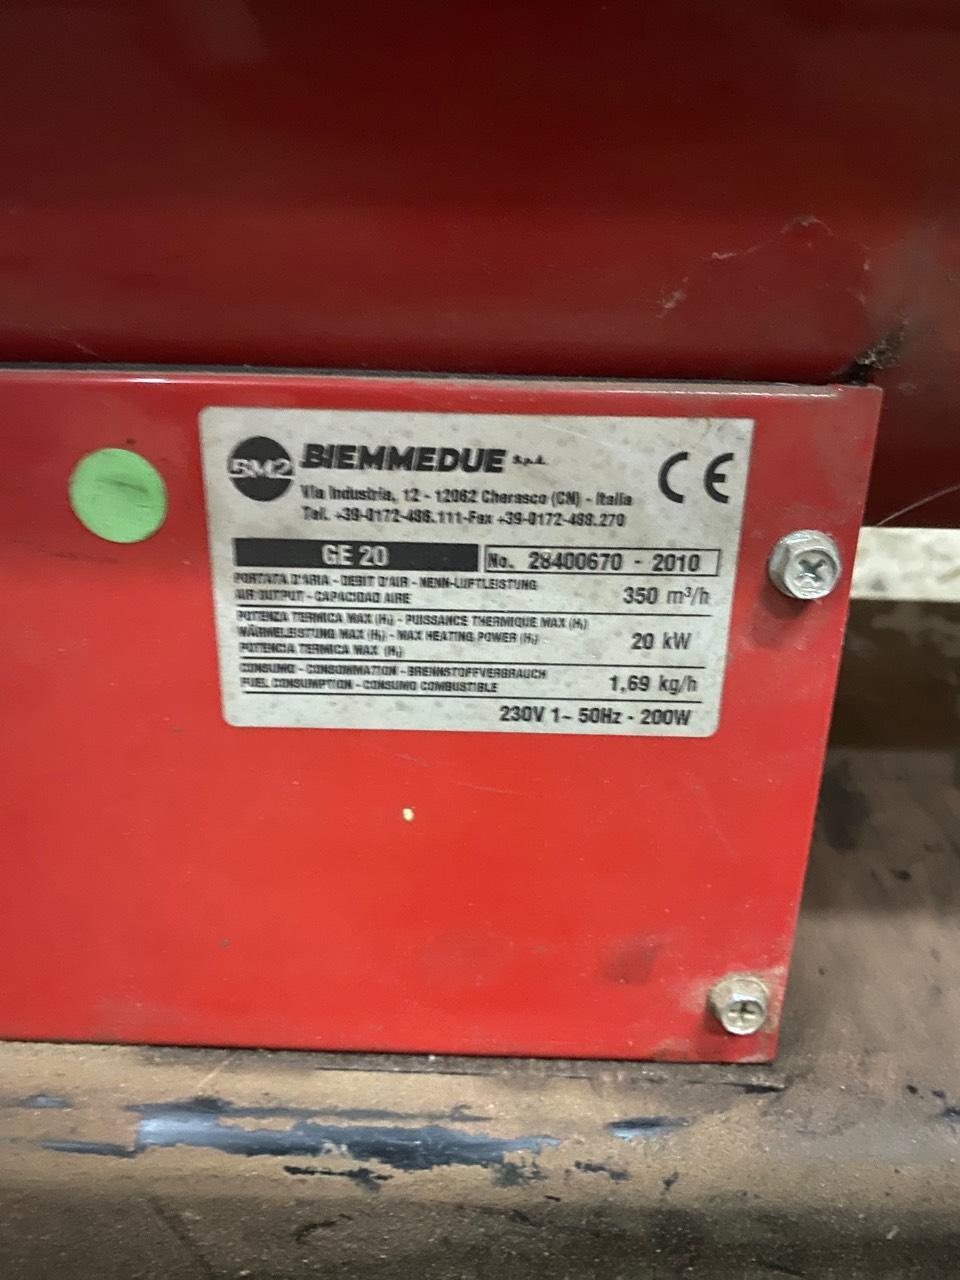 BM2 BIEMMEDUE s.p.a. CE
Via Industria, 12 - 12062 Cherasco (CN) - Italia
Tel. +39-0172-486.111-Fax +39-0172-488.270
GE 20 No. 28400670 - 2010
PORTATA D'ARIA - DEBIT D'AIR - NENN-LUFTLEISTUNG
AIR OUTPUT - CAPACIDAD AIRE 350 m³/h
POTENZA TERMICA MAX (Hᵢ) - PUISSANCE THERMIQUE MAX (Hᵢ)
WÄRMELEISTUNG MAX (Hᵢ) - MAX HEATING POWER (Hᵢ) 20 kW
POTENCIA TERMICA MAX (Hᵢ)
CONSUMO - CONSOMMATION - BRENNSTOFFVERBRAUCH
FUEL CONSUMPTION - CONSUMO COMBUSTIBLE 1,69 kg/h
230V 1~ 50Hz - 200W